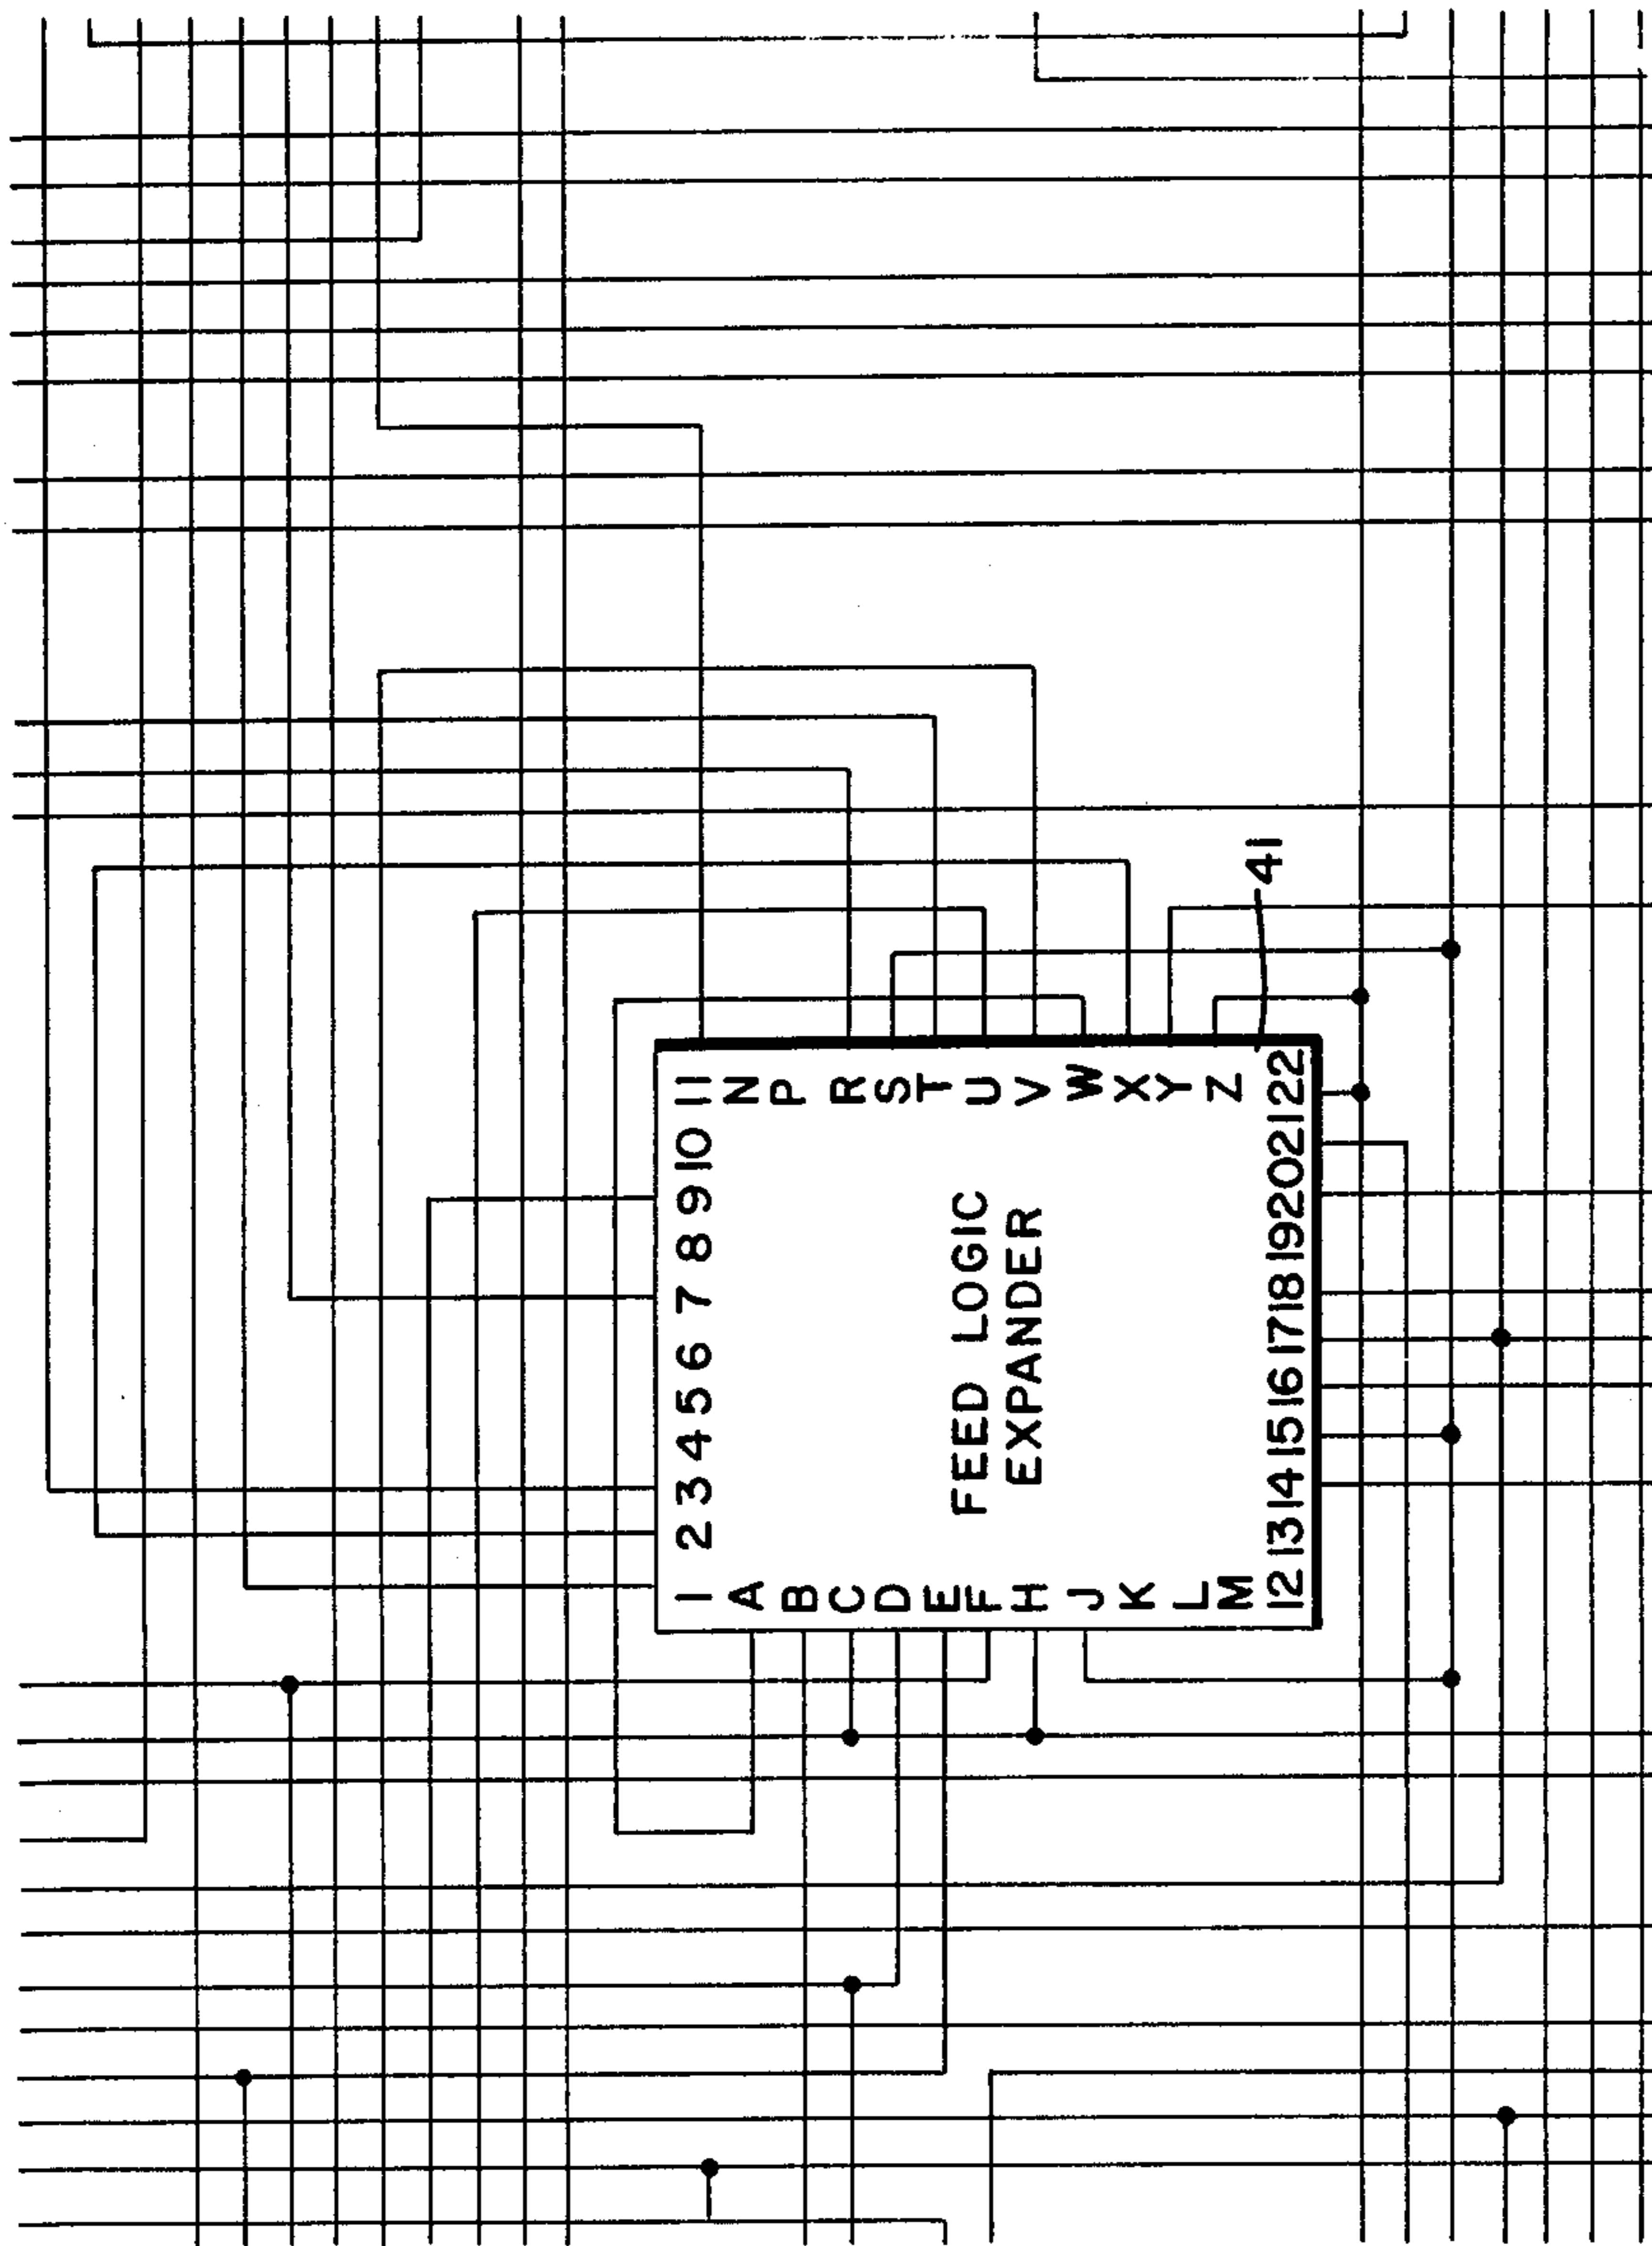 1 2 3 4 5 6 7 8 9 10 11
A
B
C
D
E
F
H
J
K
L
M
FEED LOGIC
EXPANDER
N
P
R
S
T
U
V
W
X
Y
Z
12 13 14 15 16 17 18 19 20 21 22
41